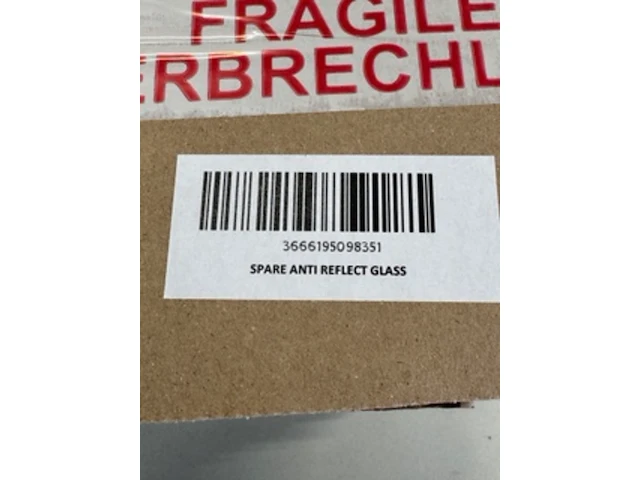 FRAGILE
ERBRECHL
3666195098351
SPARE ANTI REFLECT GLASS